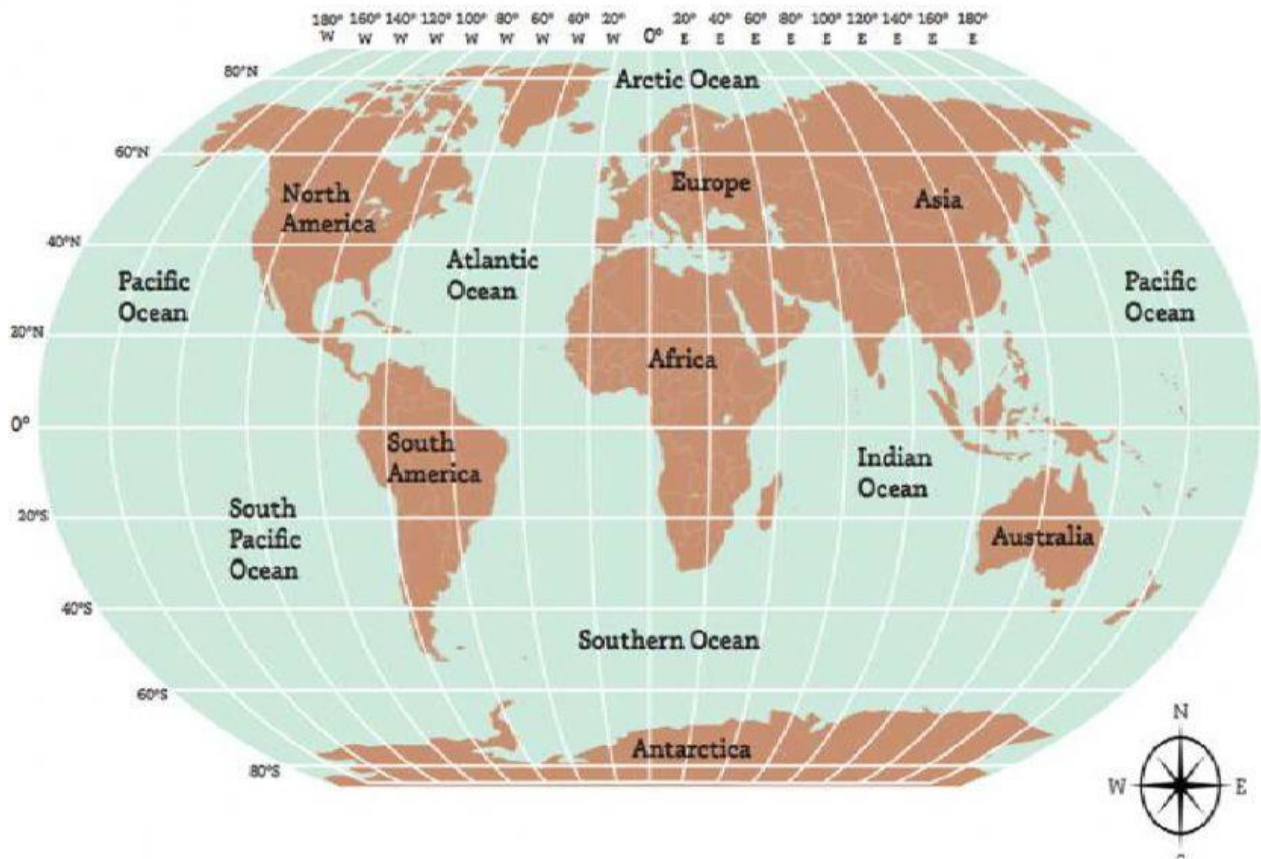 180° 160° 140° 120° 100° 80° 60° 40° 20° 0° 20° 40° 60° 80° 100° 120° 140° 160° 180°
W W W W W W W W W E E E E E E E E E
80°N
Arctic Ocean
60°N
North
America
Europe
Asia
40°N
Atlantic
Ocean
Pacific
Ocean
Pacific
Ocean
20°N
Africa
0°
South
America
Indian
Ocean
20°S
South
Pacific
Ocean
Australia
40°S
Southern Ocean
60°S
Antarctica
80°S
N
W E